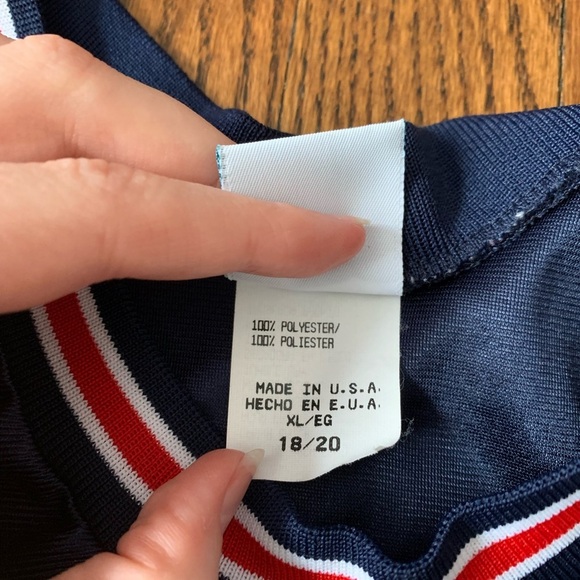 100% POLYESTER/
100% POLIESTER
MADE IN U.S.A.
HECHO EN E.U.A.
XL/EG
18/20